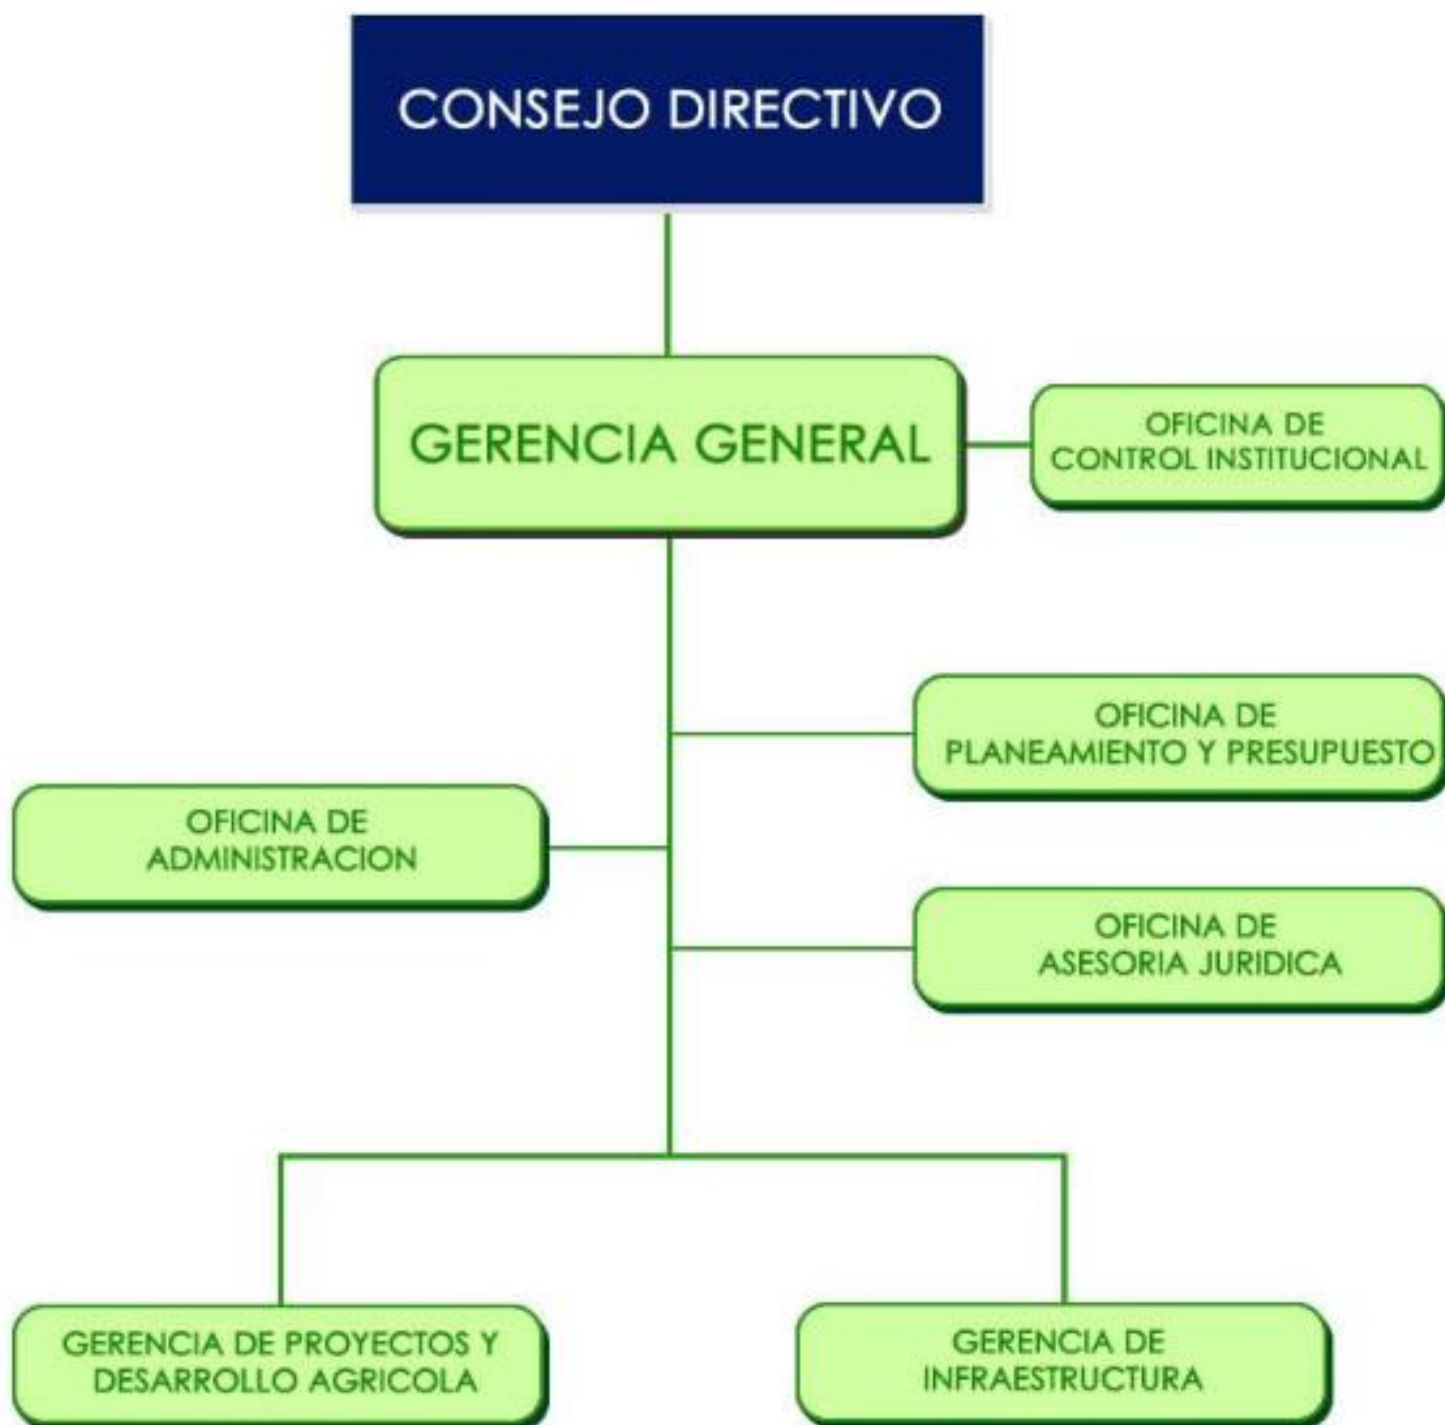 CONSEJO DIRECTIVO
GERENCIA GENERAL
OFICINA DE
CONTROL INSTITUCIONAL
OFICINA DE
PLANEAMIENTO Y PRESUPUESTO
OFICINA DE
ADMINISTRACION
OFICINA DE
ASESORIA JURIDICA
GERENCIA DE PROYECTOS Y
DESARROLLO AGRICOLA
GERENCIA DE
INFRAESTRUCTURA